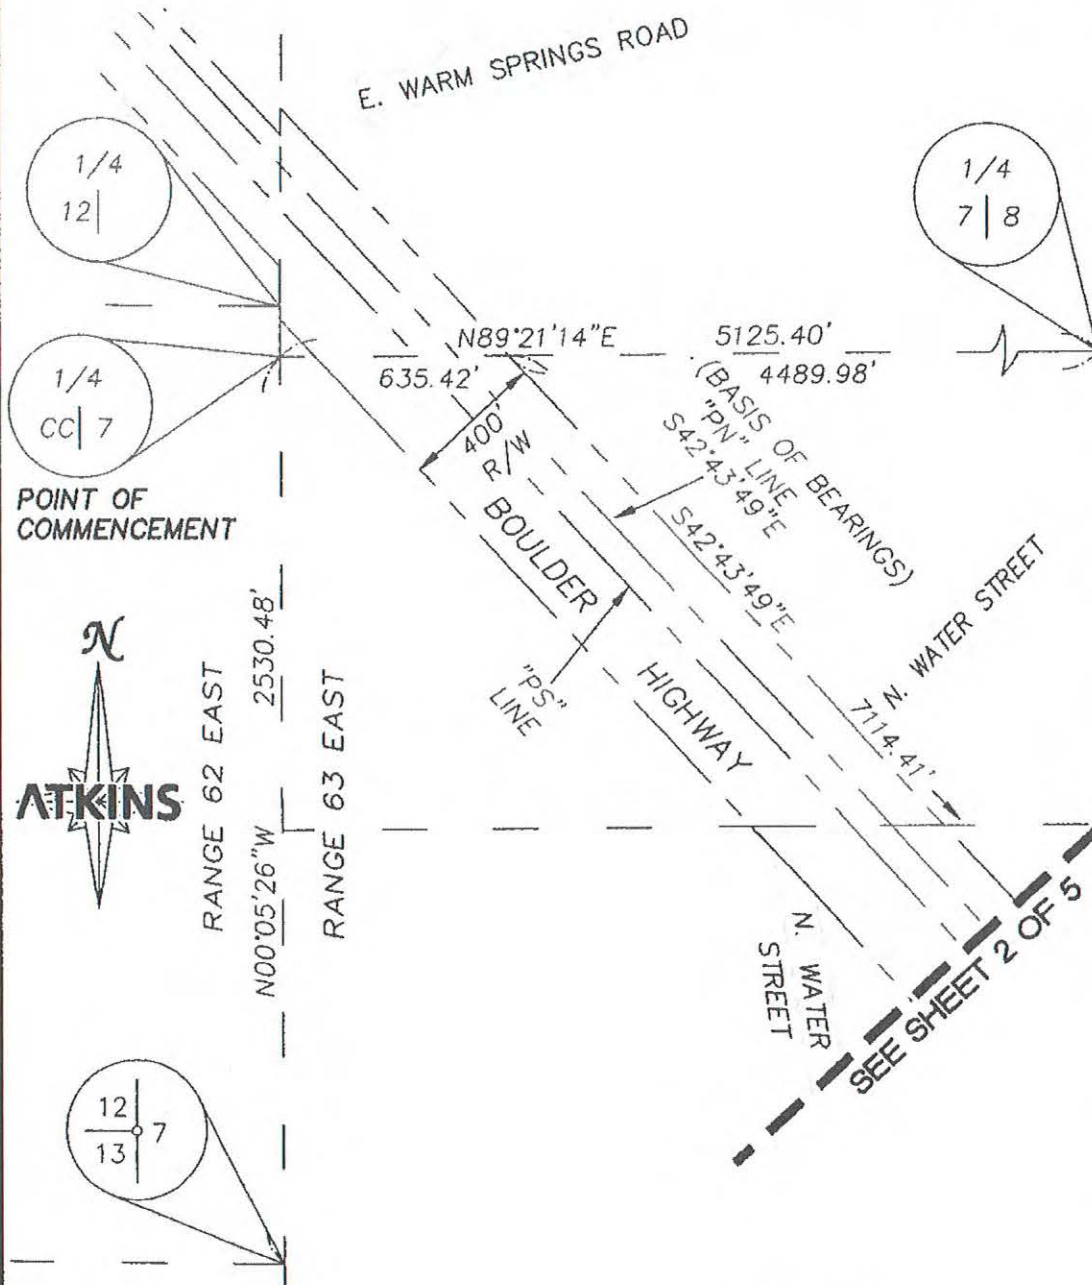 E. WARM SPRINGS ROAD
1/4
12
1/4
7 | 8
N89°21'14"E
5125.40'
635.42'
4489.98'
1/4
CC | 7
POINT OF
COMMENCEMENT
400'
R/W
(BASIS OF BEARINGS)
"PN" LINE
S42°43'49"E
S42°43'49"E
BOULDER
HIGHWAY
N. WATER STREET
7114.41'
"PS"
LINE
N
ATKINS
RANGE 62 EAST
N00°05'26"W
2530.48'
RANGE 63 EAST
N. WATER
STREET
SEE SHEET 2 OF 5
12
7
13